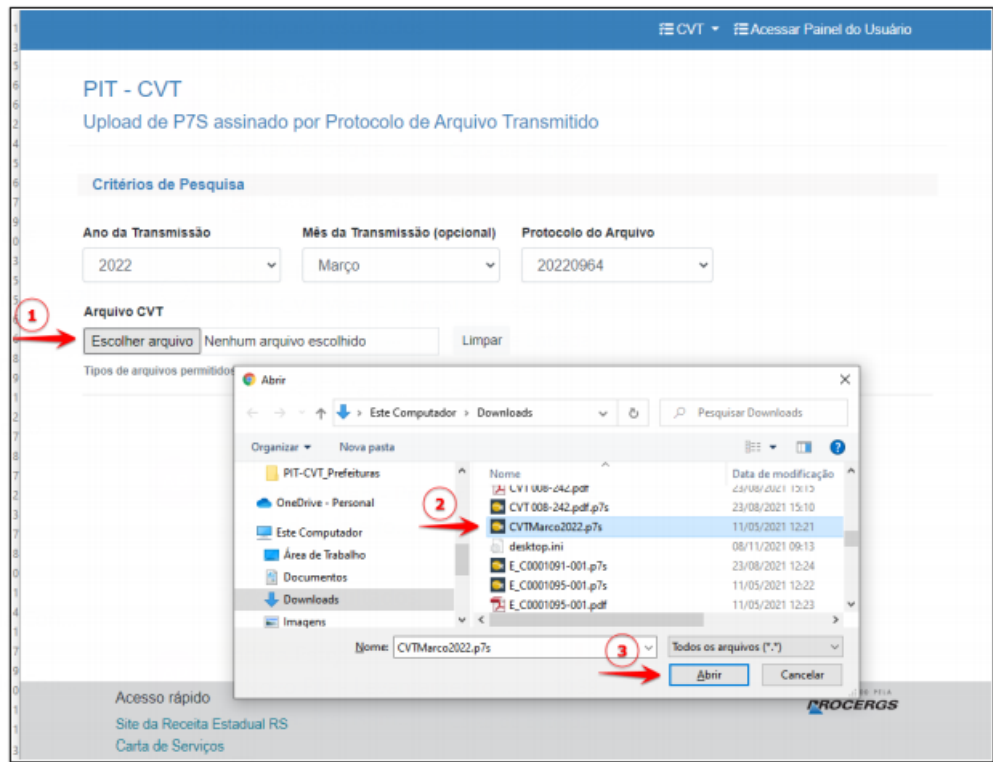 CVT Acessar Painel do Usuário
PIT - CVT
Upload de P7S assinado por Protocolo de Arquivo Transmitido
Critérios de Pesquisa
Ano da Transmissão Mês da Transmissão (opcional) Protocolo do Arquivo
2022 Março 20220964
1
Arquivo CVT
Escolher arquivo Nenhum arquivo escolhido Limpar
Tipos de arquivos permitidos
Abrir
Este Computador > Downloads Pesquisar Downloads
Organizar Nova pasta
PIT-CVT_Prefeituras
OneDrive - Personal
Este Computador
Área de Trabalho
Documentos
Downloads
Imagens
Nome Data de modificação
CVT 008-242.pdf 23/08/2021 15:15
CVT 008-242.pdf.p7s 23/08/2021 15:10
2
CVTMarco2022.p7s 11/05/2021 12:21
desktop.ini 08/11/2021 09:13
E_C0001091-001.p7s 23/08/2021 12:24
E_C0001095-001.p7s 11/05/2021 12:22
E_C0001095-001.pdf 11/05/2021 12:23
Nome: CVTMarco2022.p7s Todos os arquivos (*.*)
3
Abrir Cancelar
Acesso rápido
Site da Receita Estadual RS
Carta de Serviços
PELA
PROCERGS